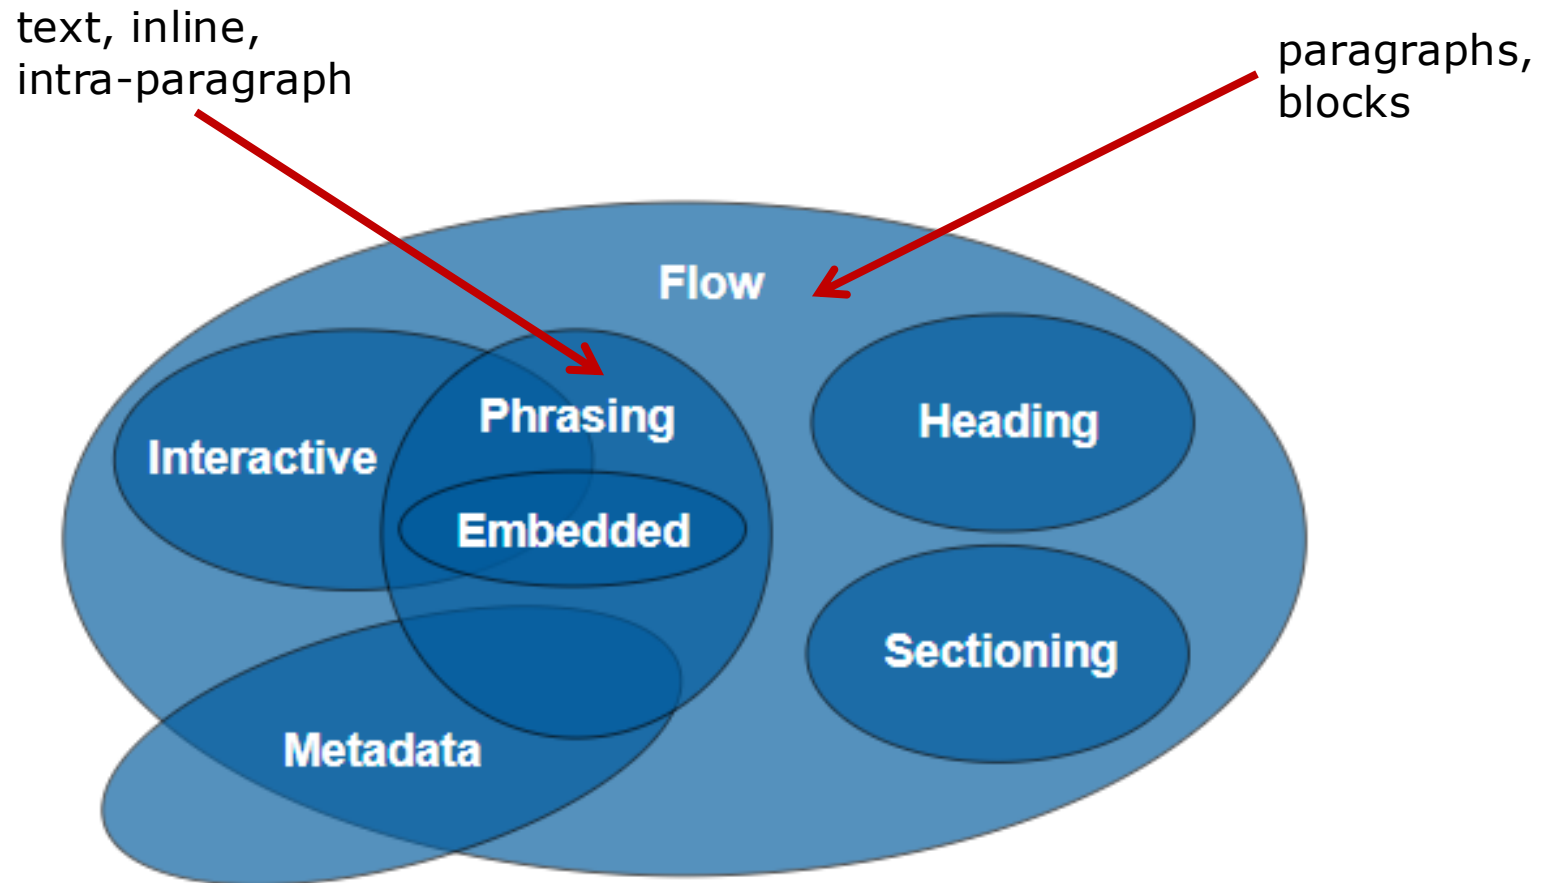 text, inline,
intra-paragraph
paragraphs,
blocks
Flow
Phrasing
Heading
Interactive
Embedded
Sectioning
Metadata